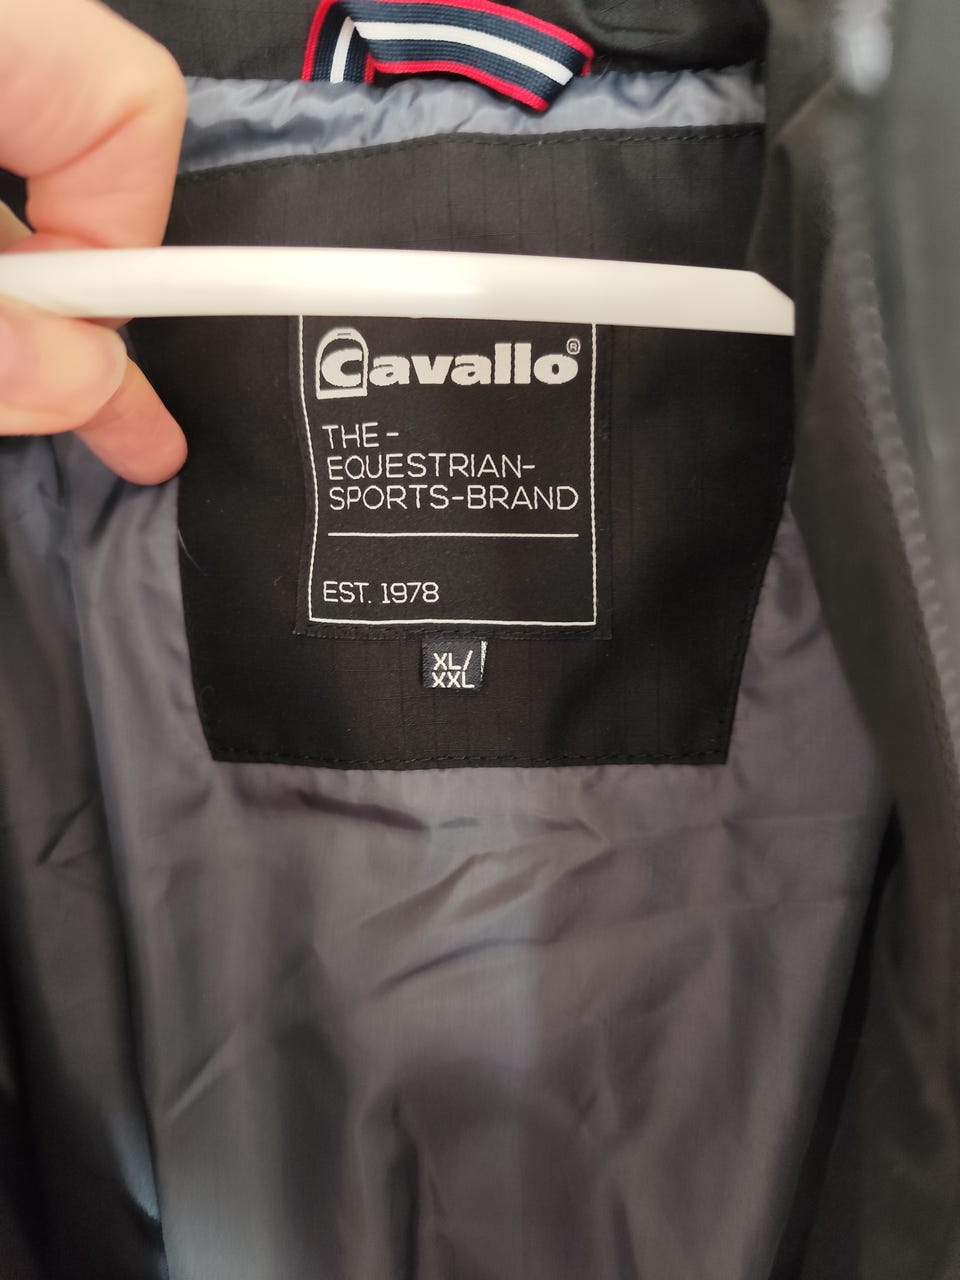 Cavallo®
THE-
EQUESTRIAN-
SPORTS-BRAND
EST. 1978
XL/
XXL